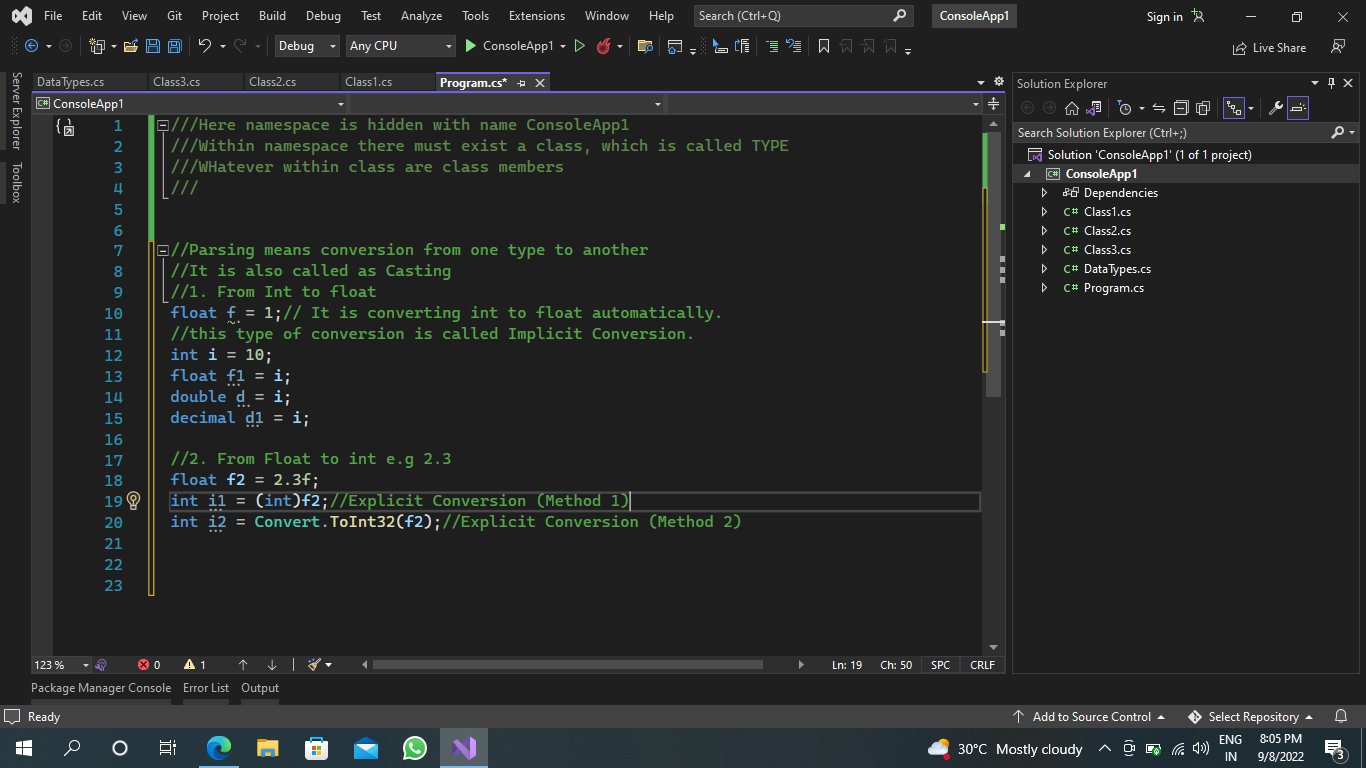 File Edit View Git Project Build Debug Test Analyze Tools Extensions Window Help Search (Ctrl+Q) ConsoleApp1 Sign in
Debug Any CPU ConsoleApp1 Live Share
Server Explorer
Toolbox
DataTypes.cs Class3.cs Class2.cs Class1.cs Program.cs*
C# ConsoleApp1
1 ///Here namespace is hidden with name ConsoleApp1
2 ///Within namespace there must exist a class, which is called TYPE
3 ///WHatever within class are class members
4 ///
5
6
7 //Parsing means conversion from one type to another
8 //It is also called as Casting
9 //1. From Int to float
10 float f = 1;// It is converting int to float automatically.
11 //this type of conversion is called Implicit Conversion.
12 int i = 10;
13 float f1 = i;
14 double d = i;
15 decimal d1 = i;
16
17 //2. From Float to int e.g 2.3
18 float f2 = 2.3f;
19 int i1 = (int)f2;//Explicit Conversion (Method 1)
20 int i2 = Convert.ToInt32(f2);//Explicit Conversion (Method 2)
21
22
23
123 % 0 1 Ln: 19 Ch: 50 SPC CRLF
Solution Explorer
Search Solution Explorer (Ctrl+;)
Solution 'ConsoleApp1' (1 of 1 project)
C# ConsoleApp1
Dependencies
C# Class1.cs
C# Class2.cs
C# Class3.cs
C# DataTypes.cs
C# Program.cs
Package Manager Console Error List Output
Ready Add to Source Control Select Repository
30°C Mostly cloudy ENG IN 8:05 PM 9/8/2022 3